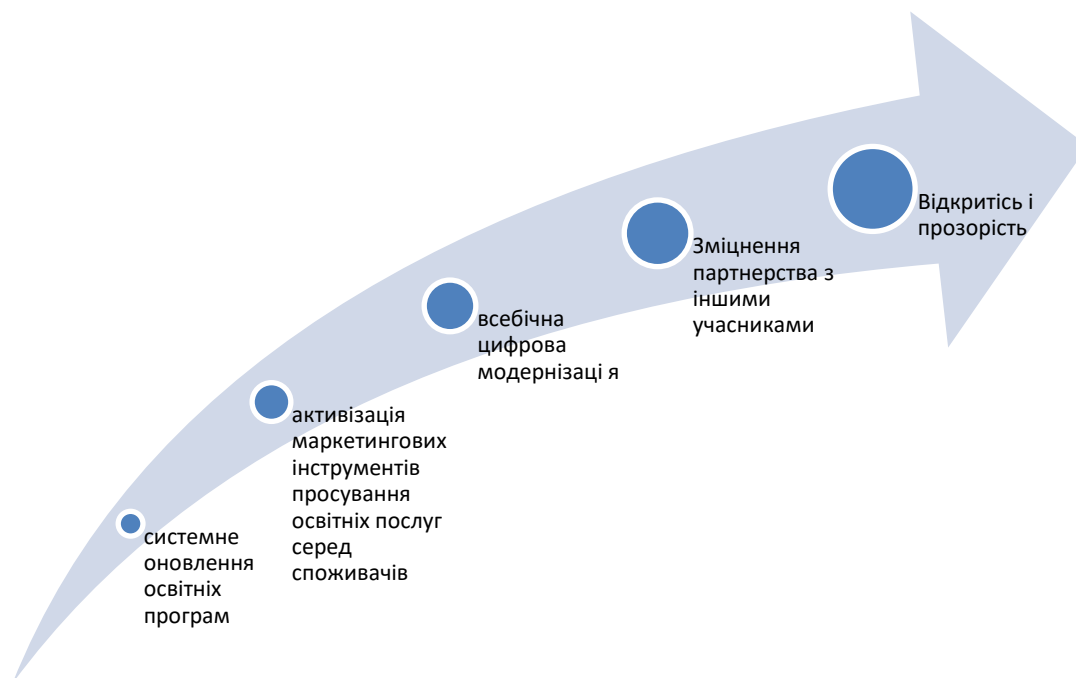 системне
оновлення
освітніх
програм
активізація
маркетингових
інструментів
просування
освітніх послуг
серед
споживачів
всебічна
цифрова
модернізаці я
Зміцнення
партнерства з
іншими
учасниками
Відкритісь і
прозорість